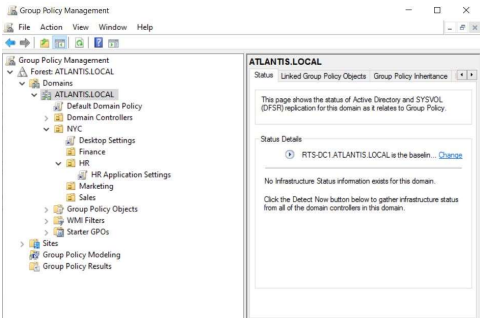 Group Policy Management
File Action View Window Help
Group Policy Management
Forest: ATLANTIS.LOCAL
Domains
ATLANTIS.LOCAL
Default Domain Policy
Domain Controllers
NYC
Desktop Settings
Finance
HR
HR Application Settings
Marketing
Sales
Group Policy Objects
WMI Filters
Starter GPOs
Sites
Group Policy Modeling
Group Policy Results
ATLANTIS.LOCAL
Status Linked Group Policy Objects Group Policy Inheritance
This page shows the status of Active Directory and SYSVOL
(DFSR) replication for this domain as it relates to Group Policy.
Status Details
RTS-DC1.ATLANTIS.LOCAL is the baselin... Change
No Infrastructure Status information exists for this domain.
Click the Detect Now button below to gather infrastructure status
from all of the domain controllers in this domain.